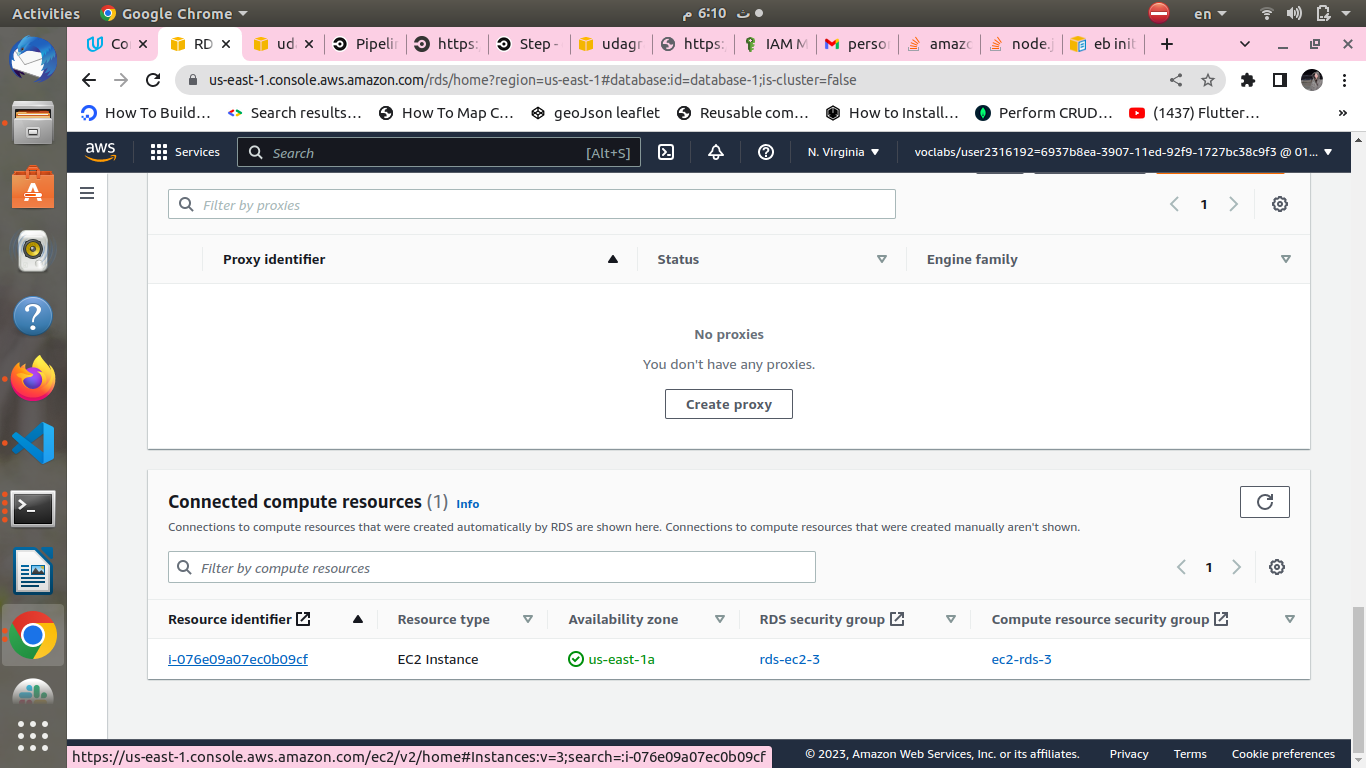 Activities Google Chrome ث 6:10 م en
Co RD uda Pipelin https: Step - udagr https: IAM M person amazo node.j eb init
us-east-1.console.aws.amazon.com/rds/home?region=us-east-1#database:id=database-1;is-cluster=false
How To Build... Search results... How To Map C... geoJson leaflet Reusable com... How to Install... Perform CRUD... (1437) Flutter... »
aws Services Search [Alt+S] N. Virginia voclabs/user2316192=6937b8ea-3907-11ed-92f9-1727bc38c9f3 @ 01...
Filter by proxies 1
Proxy identifier Status Engine family
No proxies
You don't have any proxies.
Create proxy
Connected compute resources (1) Info
Connections to compute resources that were created automatically by RDS are shown here. Connections to compute resources that were created manually aren't shown.
Filter by compute resources 1
Resource identifier Resource type Availability zone RDS security group Compute resource security group
i-076e09a07ec0b09cf EC2 Instance us-east-1a rds-ec2-3 ec2-rds-3
https://us-east-1.console.aws.amazon.com/ec2/v2/home#Instances:v=3;search=:i-076e09a07ec0b09cf © 2023, Amazon Web Services, Inc. or its affiliates. Privacy Terms Cookie preferences